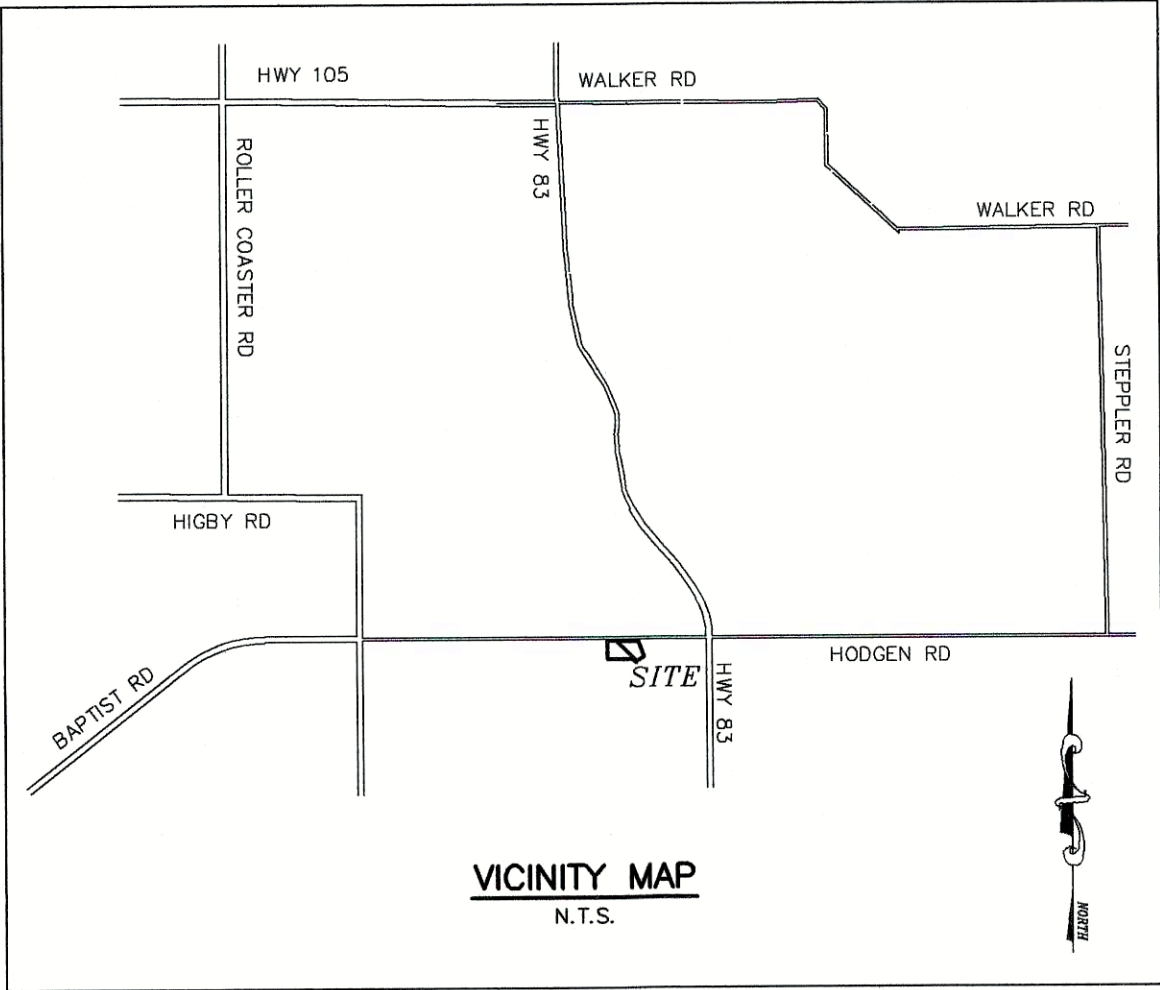 HWY 105
WALKER RD
HWY 83
ROLLER COASTER RD
WALKER RD
STEPPLER RD
HIGBY RD
HODGEN RD
SITE
HWY 83
BAPTIST RD
VICINITY MAP
N.T.S.
NORTH